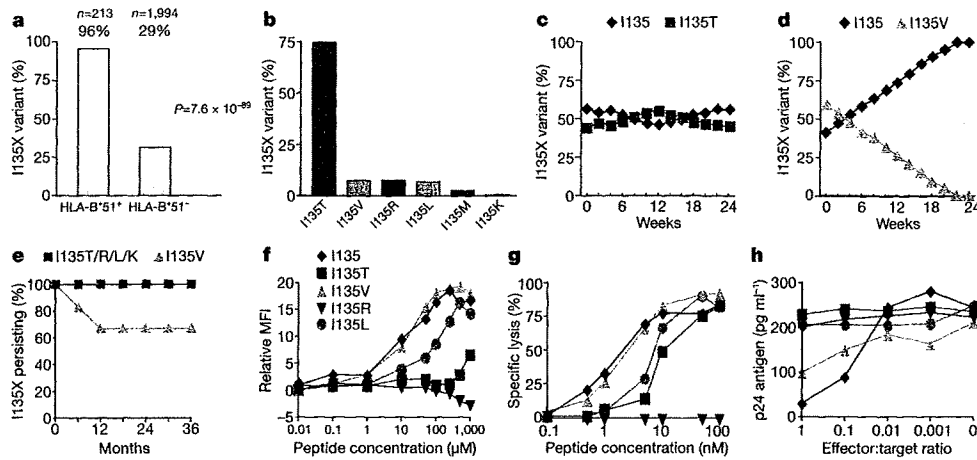 a
n=213 n=1,994
96% 29%
I135X variant (%)
100
75
50
25
0
P=7.6 × 10⁻⁸⁹
HLA-B*51⁺ HLA-B*51⁻
b
I135X variant (%)
75
50
25
0
I135T
I135V
I135R
I135L
I135M
I135K
c
I135 I135T
I135X variant (%)
100
75
50
25
0
0 6 12 18 24
Weeks
d
I135 I135V
I135X variant (%)
100
75
50
25
0
0 6 12 18 24
Weeks
e
I135T/R/L/K I135V
I135X persisting (%)
100
80
60
40
20
0
0 12 24 36
Months
f
I135
I135T
I135V
I135R
I135L
Relative MFI
20
15
10
5
0
-5
0.01 0.1 1 10 100 1,000
Peptide concentration (µM)
g
Specific lysis (%)
100
75
50
25
0
0.1 1 10 100
Peptide concentration (nM)
h
p24 antigen (pg ml⁻¹)
300
200
100
0
1 0.1 0.01 0.001 0
Effector:target ratio